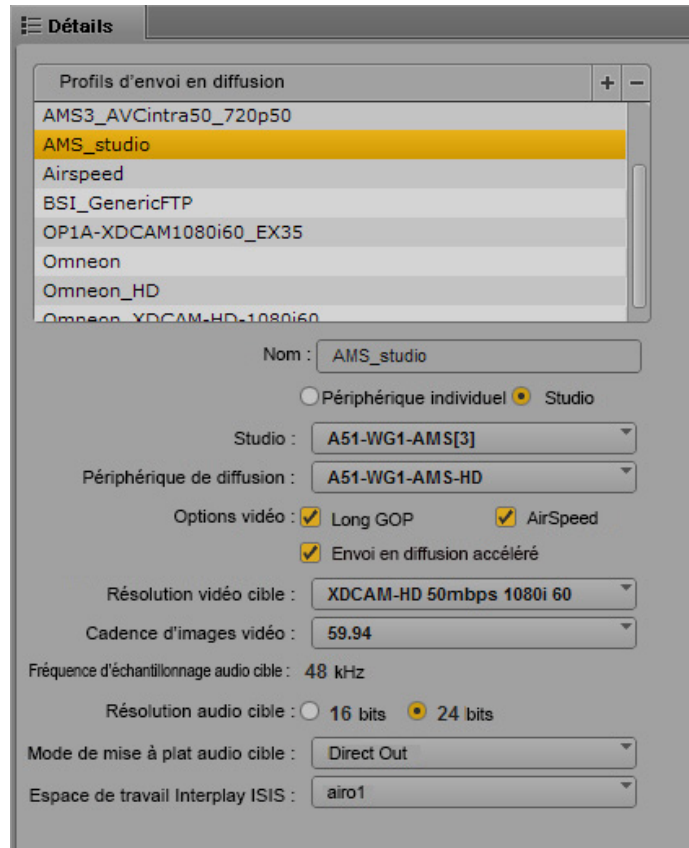 Détails
Profils d'envoi en diffusion + −
AMS3_AVCintra50_720p50
AMS_studio
Airspeed
BSI_GenericFTP
OP1A-XDCAM1080i60_EX35
Omneon
Omneon_HD
Omneon_XDCAM-HD-1080i60
Nom : AMS_studio
Périphérique individuel Studio
Studio : A51-WG1-AMS[3]
Périphérique de diffusion : A51-WG1-AMS-HD
Options vidéo : Long GOP AirSpeed
Envoi en diffusion accéléré
Résolution vidéo cible : XDCAM-HD 50mbps 1080i 60
Cadence d'images vidéo : 59.94
Fréquence d'échantillonnage audio cible : 48 kHz
Résolution audio cible : 16 bits 24 bits
Mode de mise à plat audio cible : Direct Out
Espace de travail Interplay ISIS : airo1